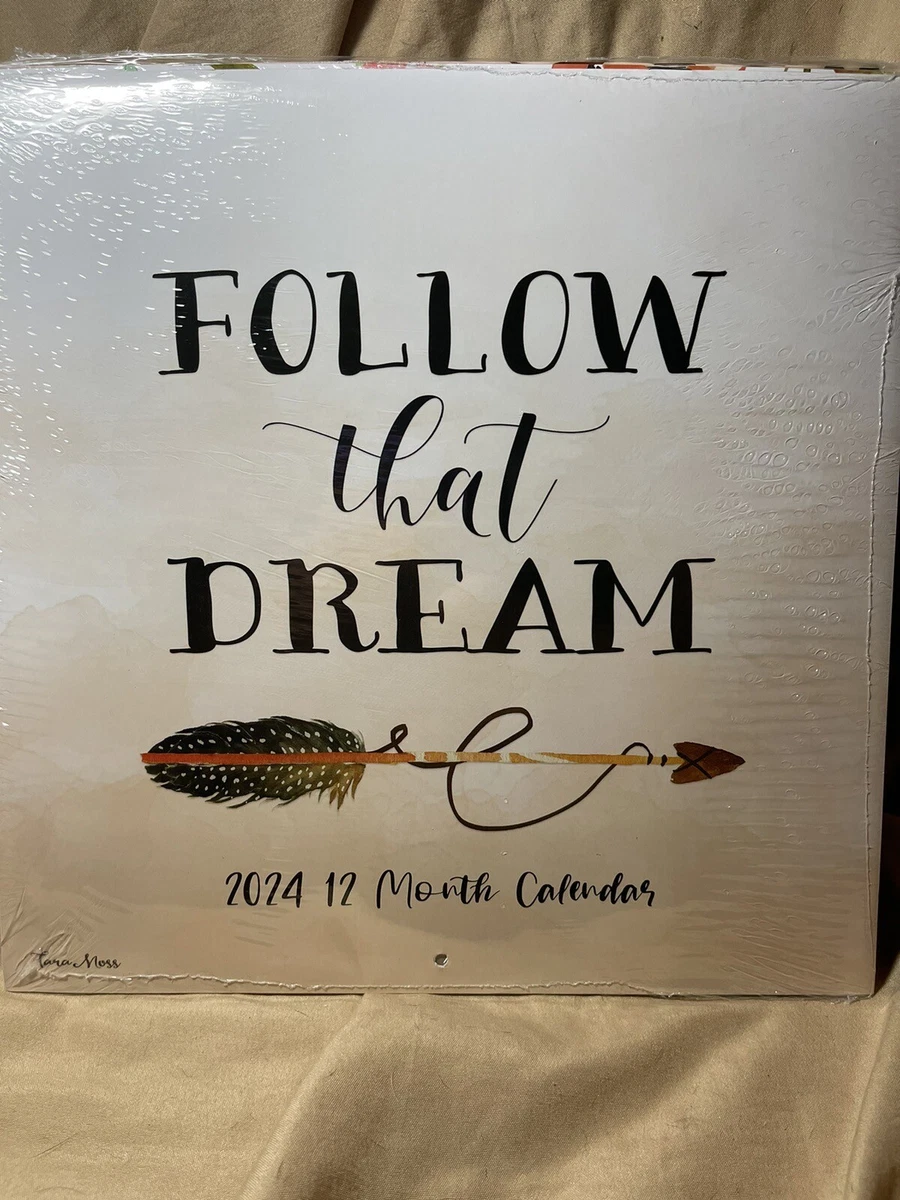 FOLLOW
that
DREAM
2024 12 Month Calendar
Tara Moss